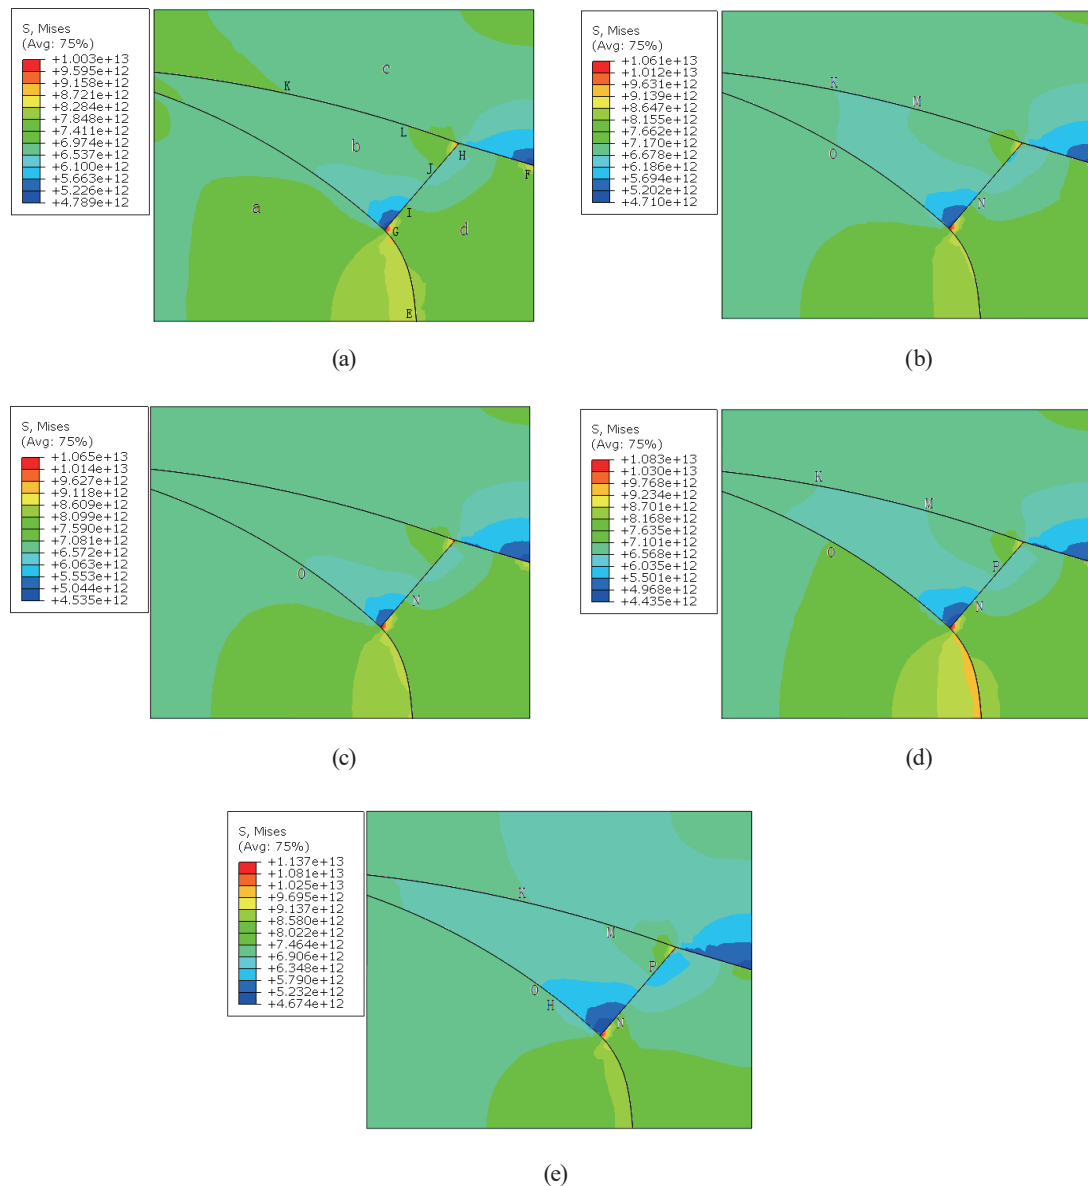 S, Mises
(Avg: 75%)
+1.003e+13
+9.595e+12
+9.158e+12
+8.721e+12
+8.284e+12
+7.848e+12
+7.411e+12
+6.974e+12
+6.537e+12
+6.100e+12
+5.663e+12
+5.226e+12
+4.789e+12
c
K
L
b
H
J
F
a
I
G
d
E
(a)
S, Mises
(Avg: 75%)
+1.061e+13
+1.012e+13
+9.631e+12
+9.139e+12
+8.647e+12
+8.155e+12
+7.662e+12
+7.170e+12
+6.678e+12
+6.186e+12
+5.694e+12
+5.202e+12
+4.710e+12
K
M
O
N
(b)
S, Mises
(Avg: 75%)
+1.065e+13
+1.014e+13
+9.627e+12
+9.118e+12
+8.609e+12
+8.099e+12
+7.590e+12
+7.081e+12
+6.572e+12
+6.063e+12
+5.553e+12
+5.044e+12
+4.535e+12
O
N
(c)
S, Mises
(Avg: 75%)
+1.083e+13
+1.030e+13
+9.768e+12
+9.234e+12
+8.701e+12
+8.168e+12
+7.635e+12
+7.101e+12
+6.568e+12
+6.035e+12
+5.501e+12
+4.968e+12
+4.435e+12
K
M
O
P
N
(d)
S, Mises
(Avg: 75%)
+1.137e+13
+1.081e+13
+1.025e+13
+9.695e+12
+9.137e+12
+8.580e+12
+8.022e+12
+7.464e+12
+6.906e+12
+6.348e+12
+5.790e+12
+5.232e+12
+4.674e+12
K
M
P
O
H
N
(e)